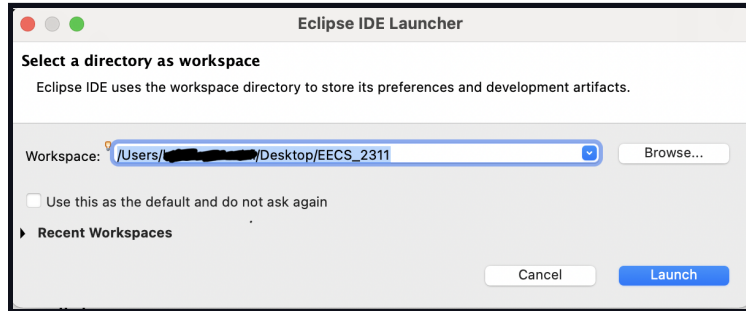 Eclipse IDE Launcher
Select a directory as workspace
Eclipse IDE uses the workspace directory to store its preferences and development artifacts.
Workspace: /Users/ /Desktop/EECS_2311 Browse...
Use this as the default and do not ask again
Recent Workspaces
Cancel Launch